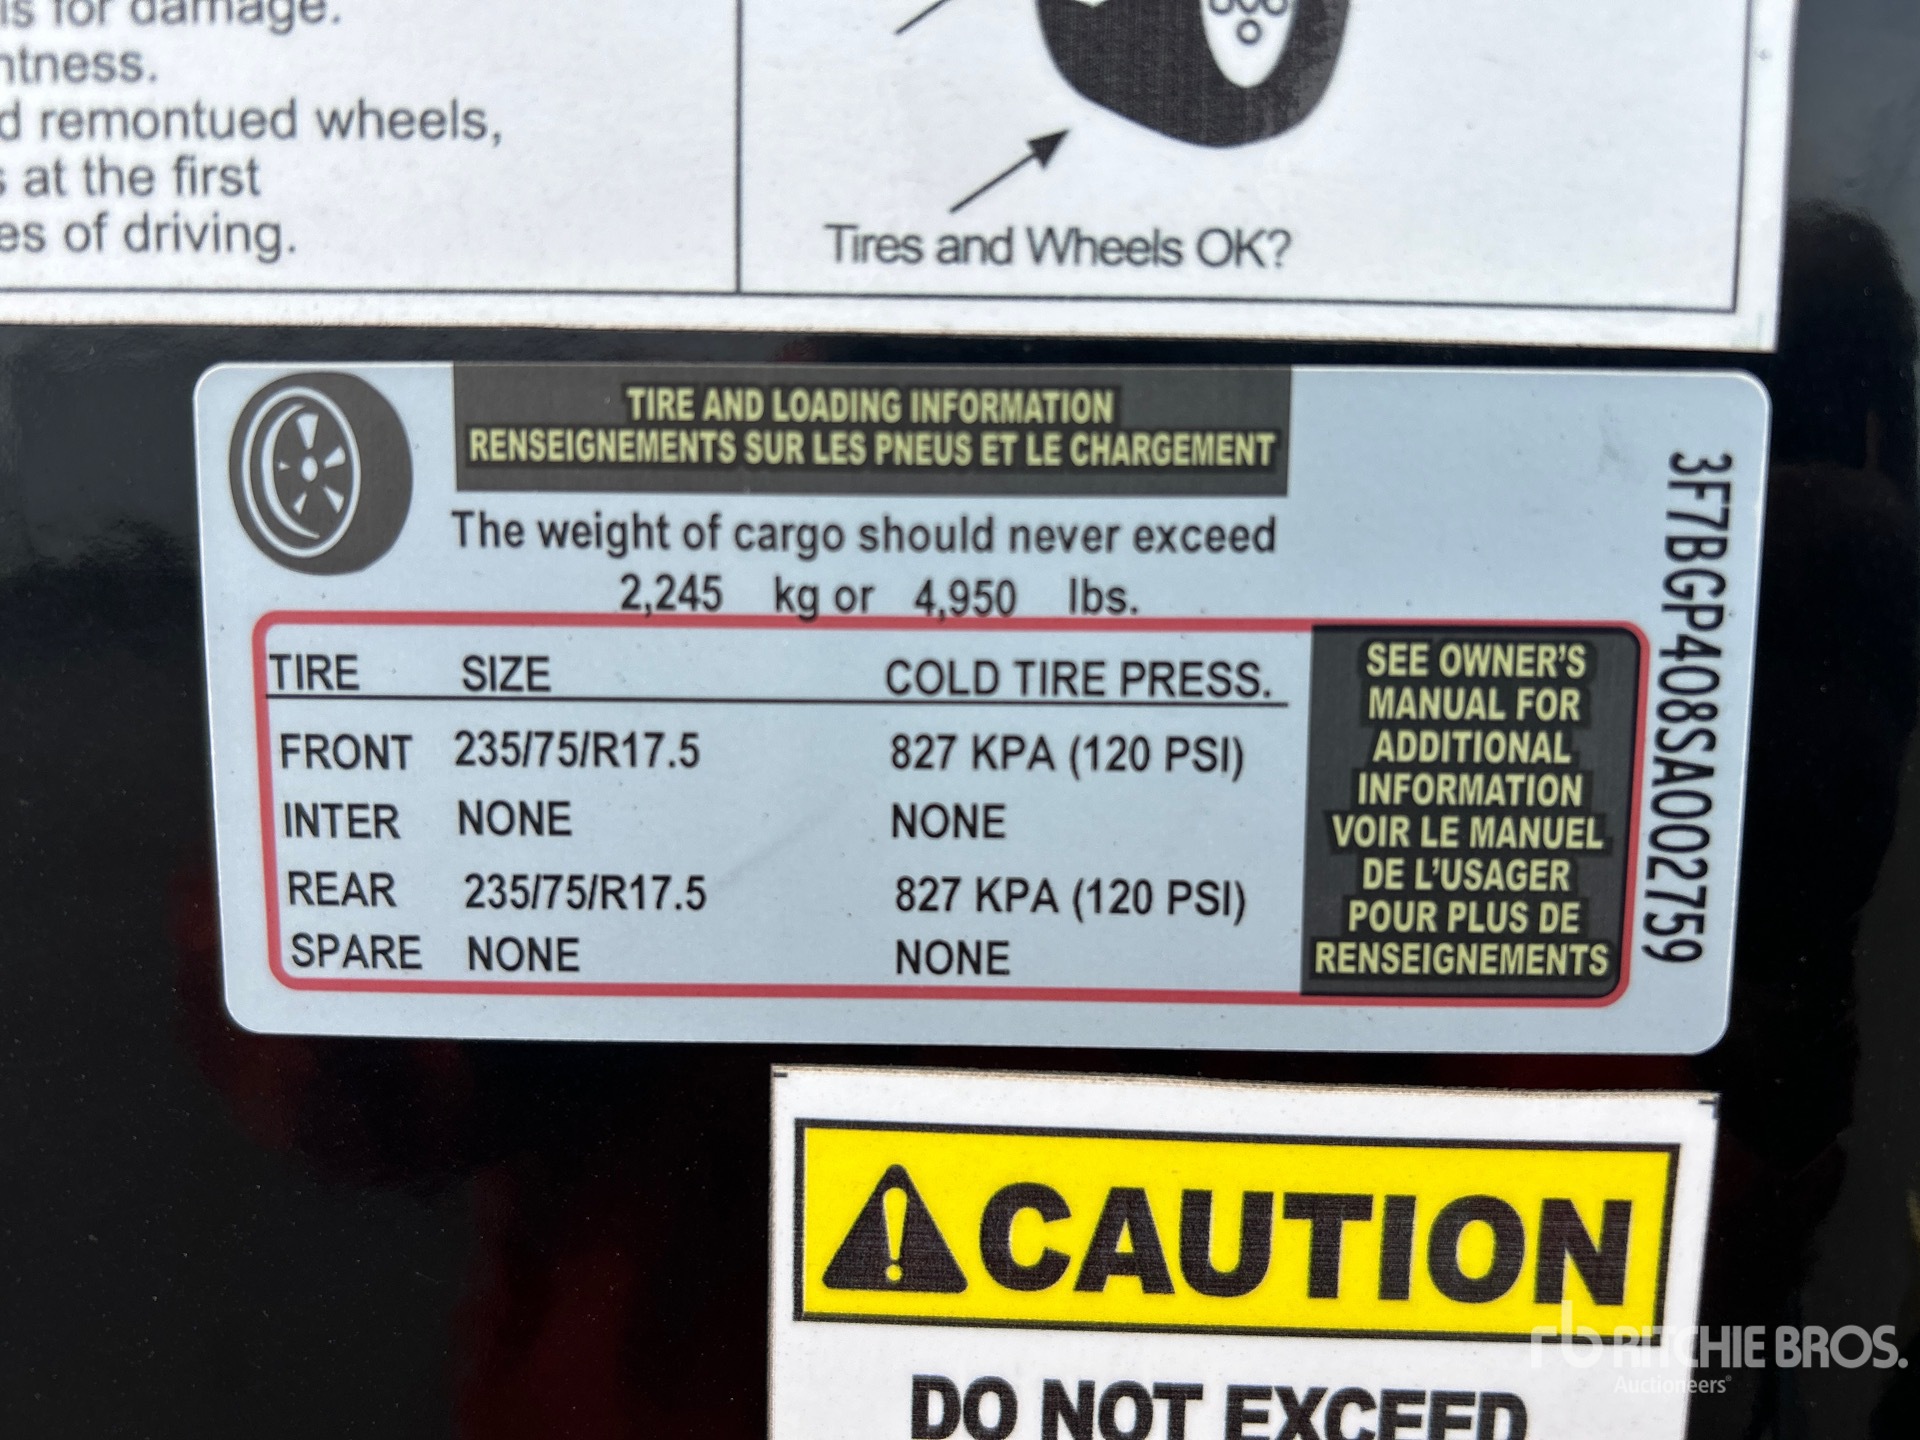 is for damage.
htness.
d remontued wheels,
s at the first
es of driving.
Tires and Wheels OK?
TIRE AND LOADING INFORMATION
RENSEIGNEMENTS SUR LES PNEUS ET LE CHARGEMENT
The weight of cargo should never exceed
2,245 kg or 4,950 lbs.
TIRE SIZE COLD TIRE PRESS.
FRONT 235/75/R17.5 827 KPA (120 PSI)
INTER NONE NONE
REAR 235/75/R17.5 827 KPA (120 PSI)
SPARE NONE NONE
SEE OWNER'S
MANUAL FOR
ADDITIONAL
INFORMATION
VOIR LE MANUEL
DE L'USAGER
POUR PLUS DE
RENSEIGNEMENTS
3F7BGP408SA002759
CAUTION
DO NOT EXCEED
rb RITCHIE BROS.
Auctioneers